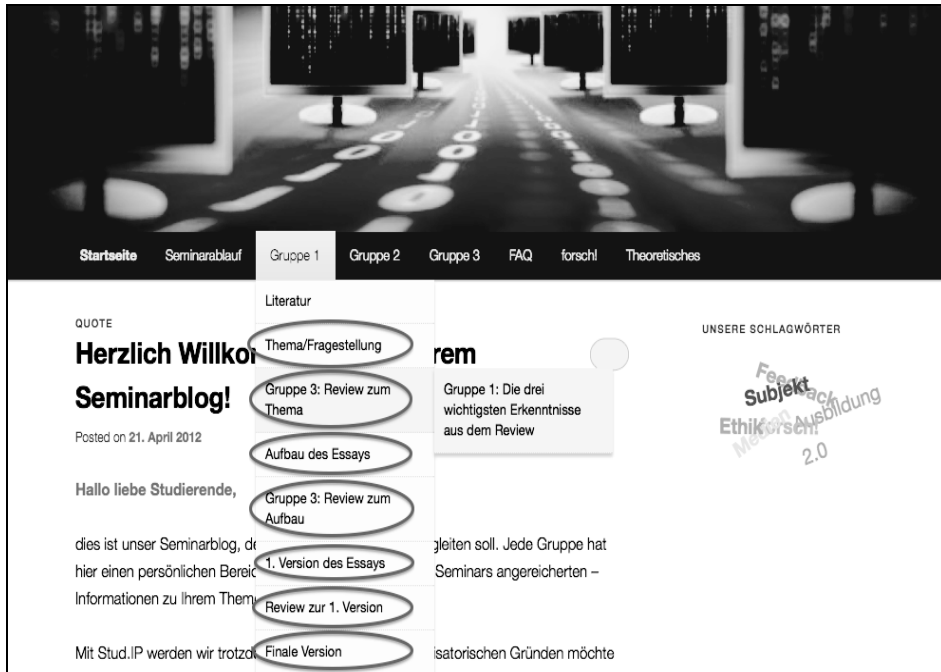 Startseite Seminarablauf Gruppe 1 Gruppe 2 Gruppe 3 FAQ forsch! Theoretisches
Literatur
Thema/Fragestellung
Gruppe 3: Review zum
Thema
Gruppe 1: Die drei
wichtigsten Erkenntnisse
aus dem Review
Aufbau des Essays
Gruppe 3: Review zum
Aufbau
1. Version des Essays
Review zur 1. Version
Finale Version
QUOTE
Herzlich Willko rem
Seminarblog!
Posted on 21. April 2012
Hallo liebe Studierende,
dies ist unser Seminarblog, de gleiten soll. Jede Gruppe hat
hier einen persönlichen Bereic Seminars angereicherten –
Informationen zu Ihrem Them
Mit Stud.IP werden wir trotzd isatorischen Gründen möchte
UNSERE SCHLAGWÖRTER
Feedback
Subjekt
Ausbildung
Ethik forsch!
Medien
2.0